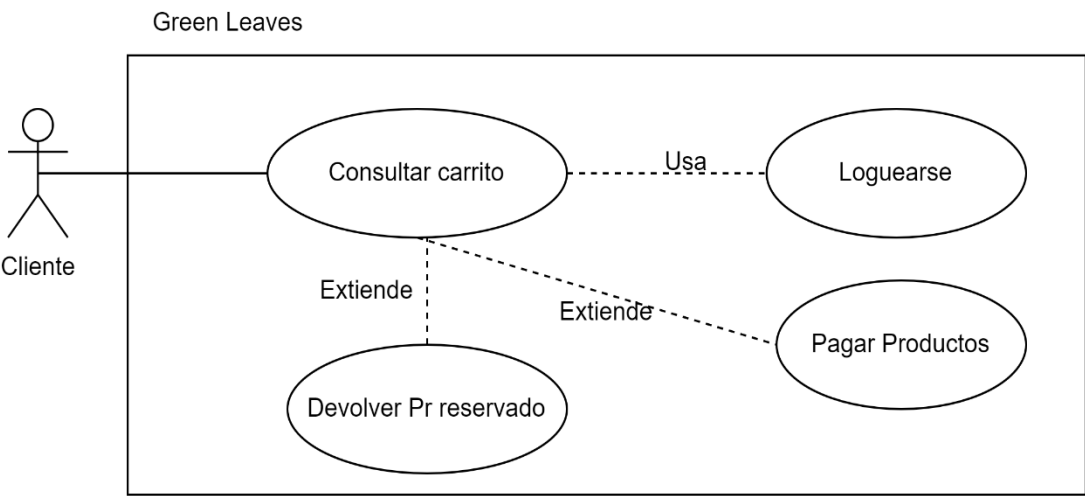 Green Leaves
Consultar carrito
Usa
Loguearse
Cliente
Extiende
Extiende
Pagar Productos
Devolver Pr reservado